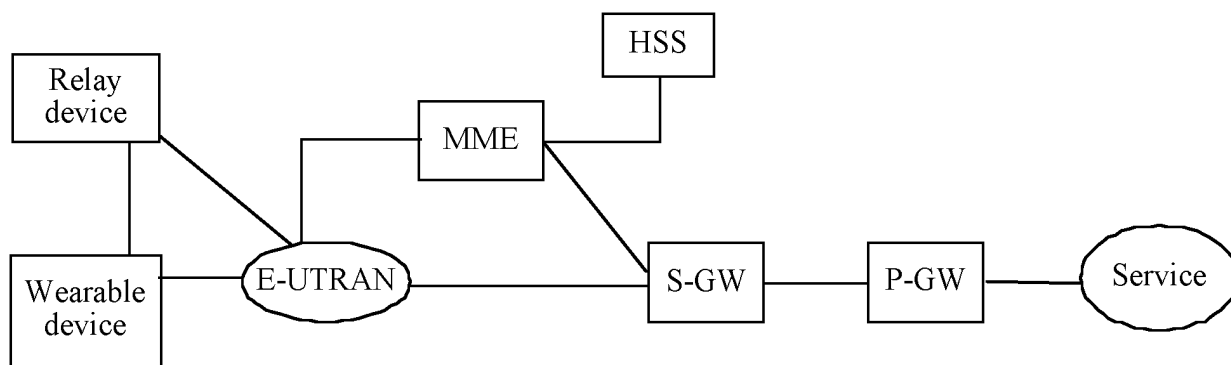 HSS
Relay
device
MME
Wearable
device
E-UTRAN
S-GW
P-GW
Service